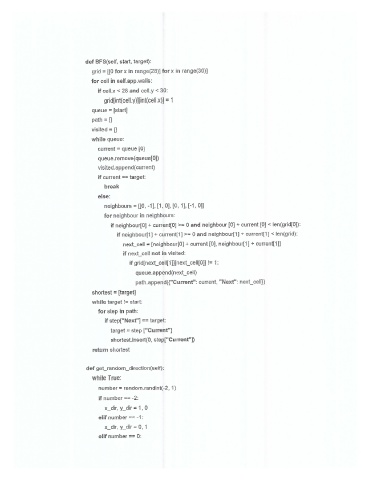 def BFS(self, start, target):
grid = [[0 for x in range(28)] for x in range(30)]
for cell in self.app.walls:
if cell.x < 28 and cell.y < 30:
grid[int(cell.y)][int(cell.x)] = 1
queue = [start]
path = []
visited = []
while queue:
current = queue [0]
queue.remove(queue[0])
visited.append(current)
if current == target:
break
else:
neighbours = [[0, -1], [1, 0], [0, 1], [-1, 0]]
for neighbour in neighbours:
if neighbour[0] + current[0] >= 0 and neighbour [0] + current [0] < len(grid[0]):
if neighbour[1] + current[1] >= 0 and neighbour[1] + current[1] < len(grid):
next_cell = [neighbour[0] + current [0], neighbour[1] + current[1]]
if next_cell not in visited:
if grid[next_cell[1]][next_cell[0]] != 1:
queue.append(next_cell)
path.append({"Current": current, "Next": next_cell})
shortest = [target]
while target != start:
for step in path:
if step["Next"] == target:
target = step ["Current"]
shortest.insert(0, step["Current"])
return shortest
def get_random_direction(self):
while True:
number = random.randint(-2, 1)
if number == -2:
x_dir, y_dir = 1, 0
elif number == -1:
x_dir, y_dir = 0, 1
elif number == 0: